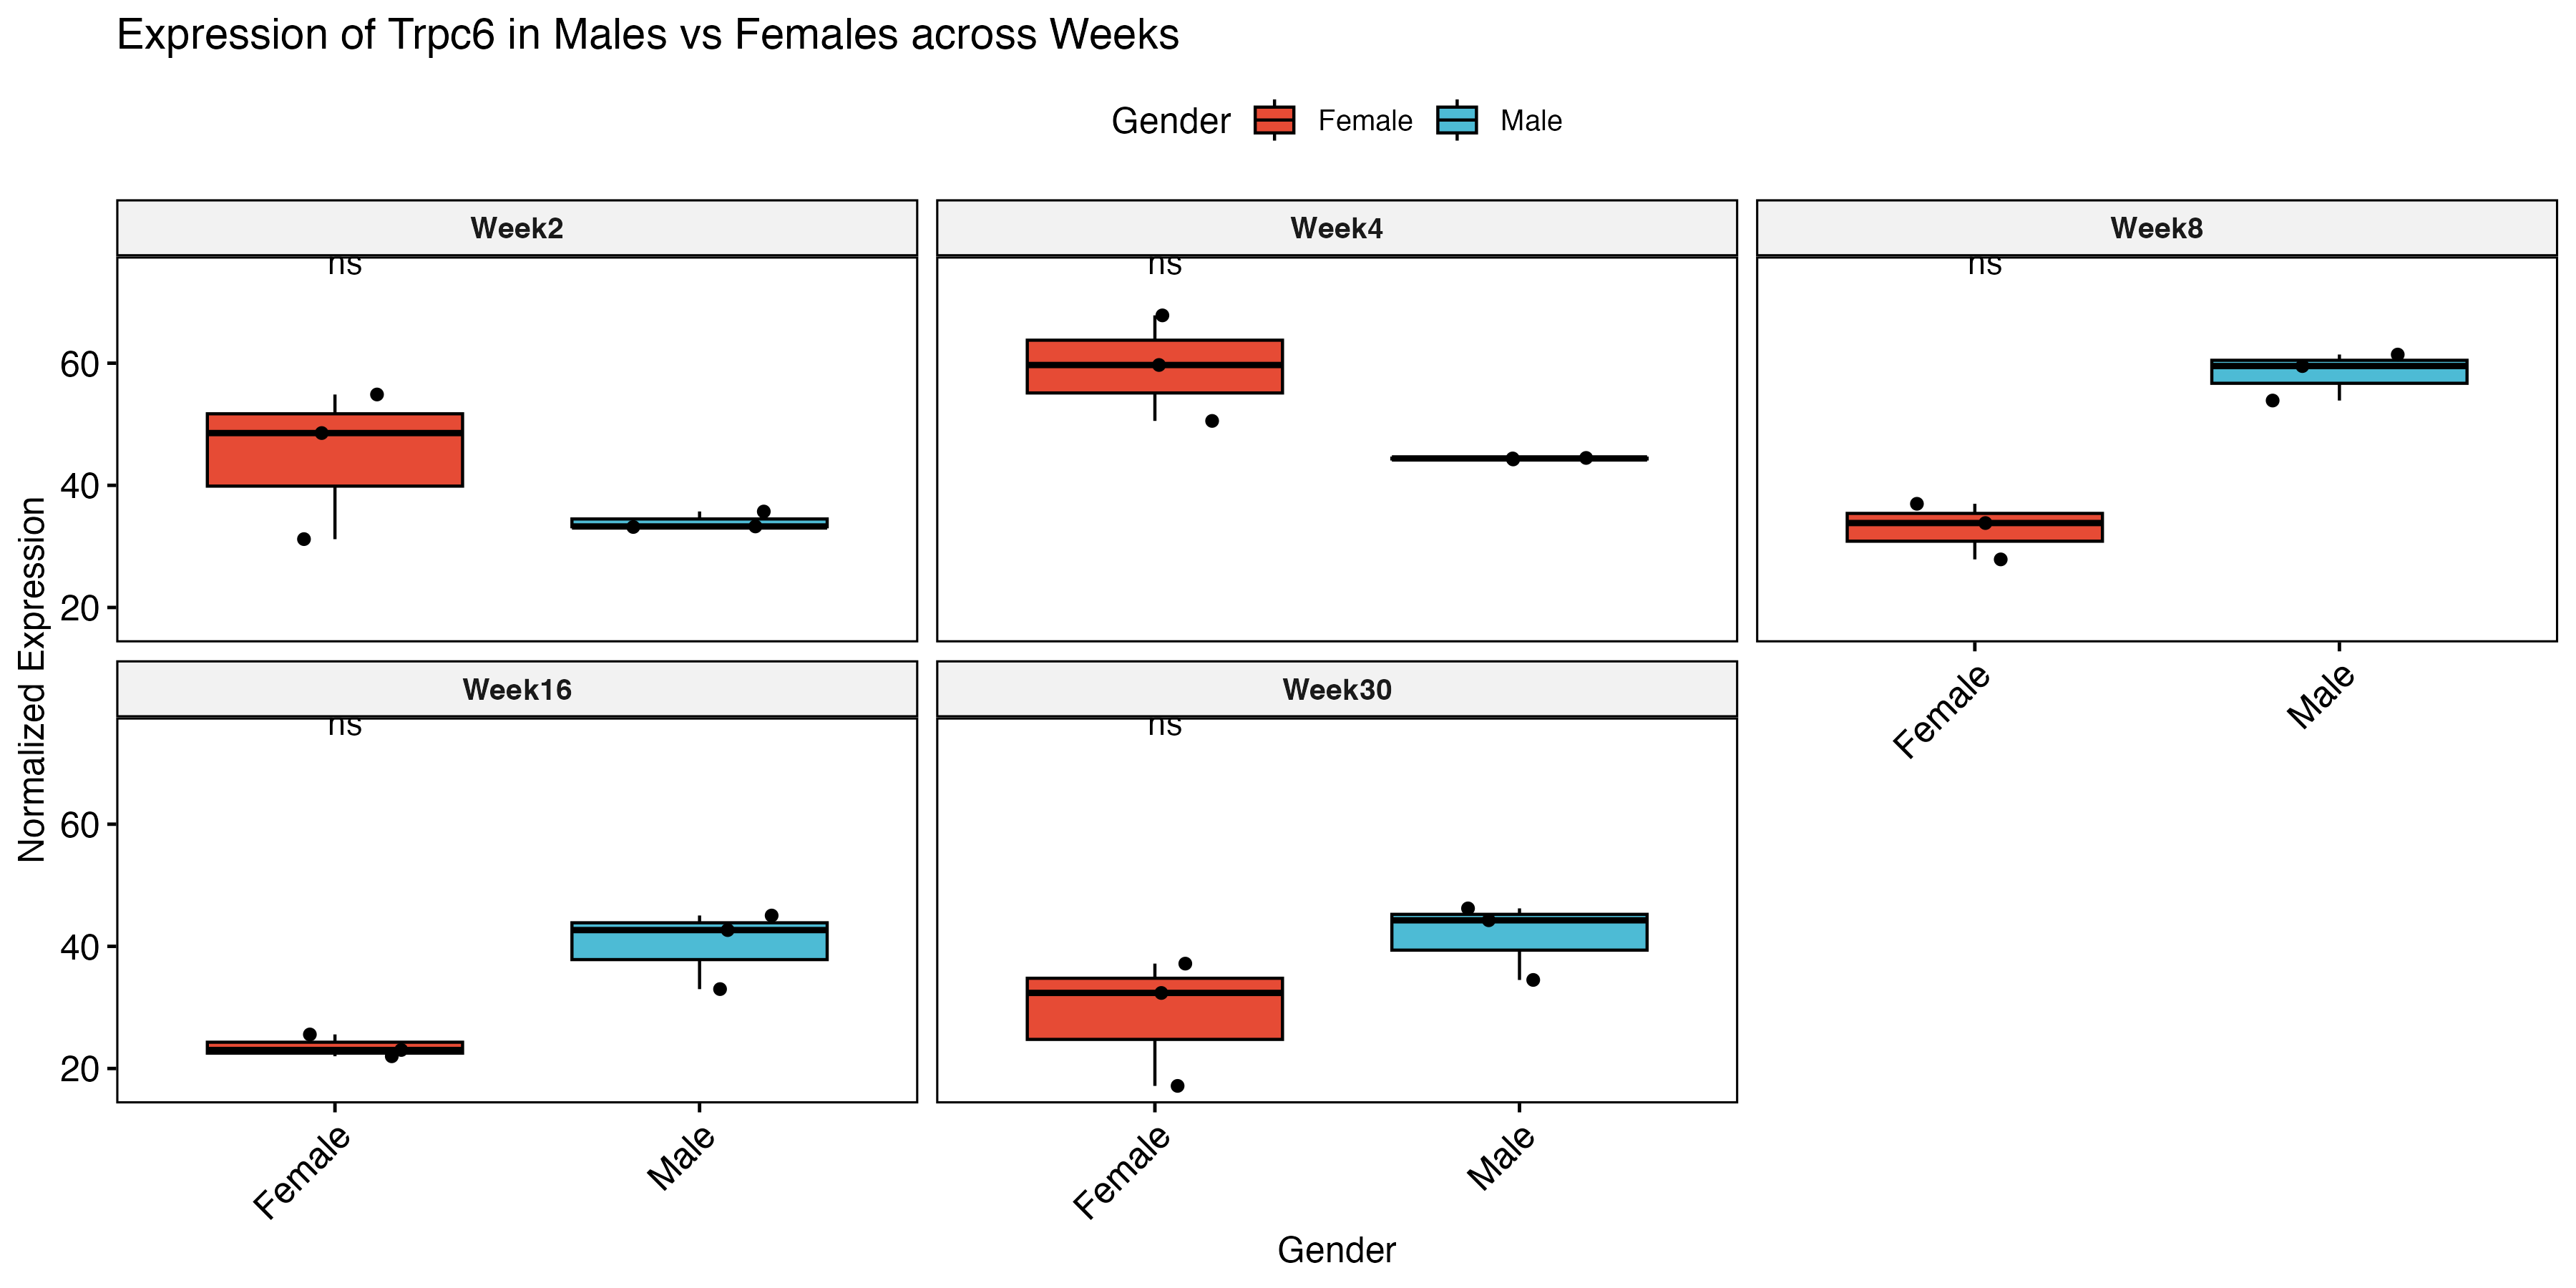 Expression of Trpc6 in Males vs Females across Weeks
Gender Female Male
Week2 Week4 Week8
ns ns ns
60
40
20
Female Male
Normalized Expression
Week16 Week30
ns ns
60
40
20
Female Male Female Male
Gender